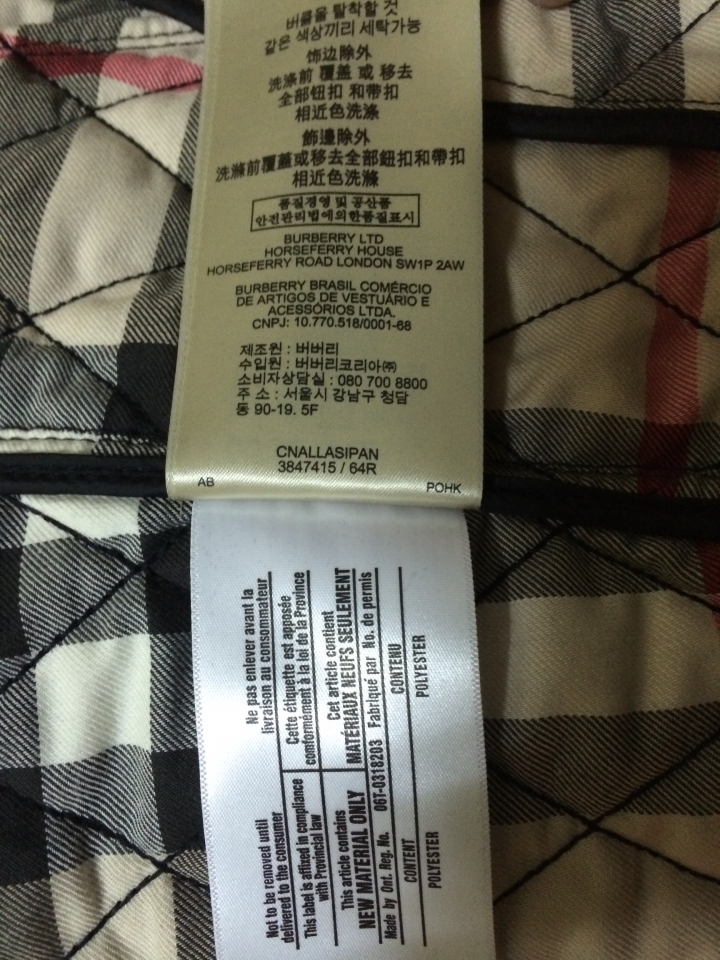 버클을 탈착할 것
같은 색상끼리 세탁가능
饰边除外
洗涤前 覆盖 或 移去
全部鈕扣 和带扣
相近色洗涤
飾邊除外
洗滌前覆蓋或移去全部鈕扣和帶扣
相近色洗滌
품질경영 및 공산품
안전관리법에의한품질표시
BURBERRY LTD
HORSEFERRY HOUSE
HORSEFERRY ROAD LONDON SW1P 2AW
BURBERRY BRASIL COMÉRCIO
DE ARTIGOS DE VESTUÁRIO E
ACESSÓRIOS LTDA.
CNPJ: 10.770.518/0001-68
제조원 : 버버리
수입원 : 버버리코리아㈜
소비자상담실 : 080 700 8800
주 소 : 서울시 강남구 청담
동 90-19. 5F
CNALLASIPAN
3847415 / 64R
AB POHK
Not to be removed until
delivered to the consumer
This label is affixed in compliance
with Provincial law
This article contains
NEW MATERIAL ONLY
Made by Ont. Reg. No. 06T-0318203
CONTENT
POLYESTER
Ne pas enlever avant la
livraison au consommateur
Cette étiquette est apposée
comformément à la loi de la Province
Cet article contient
MATÉRIAUX NEUFS SEULEMENT
Fabriqué par No. de permis
CONTENU
POLYESTER